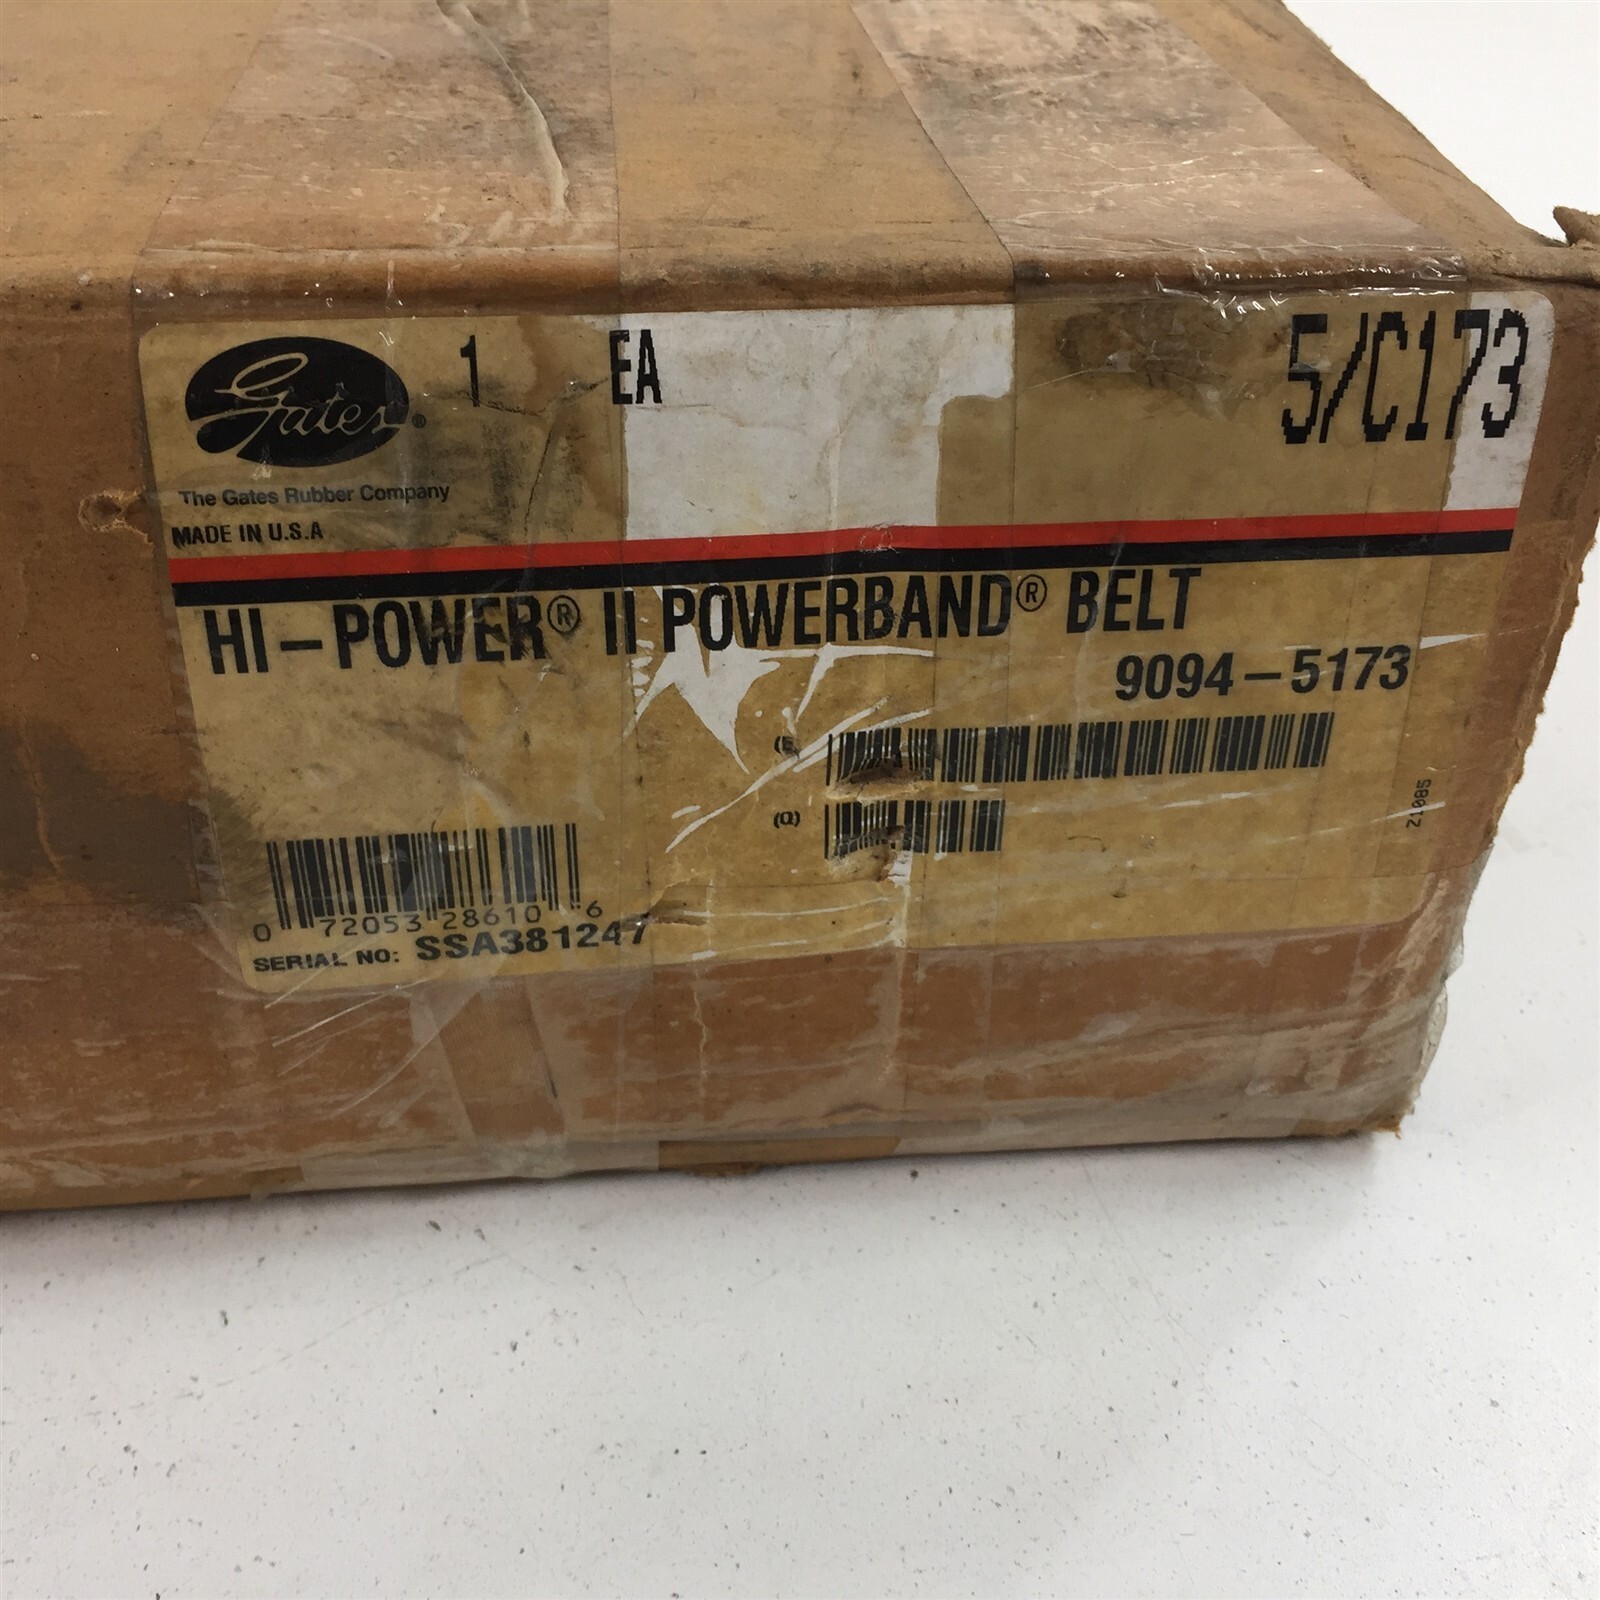 Gates®
1 EA
5/C173
The Gates Rubber Company
MADE IN U.S.A
HI-POWER® II POWERBAND® BELT
9094-5173
(Q)
Z1085
0 72053 28610 6
SERIAL NO: SSA381247